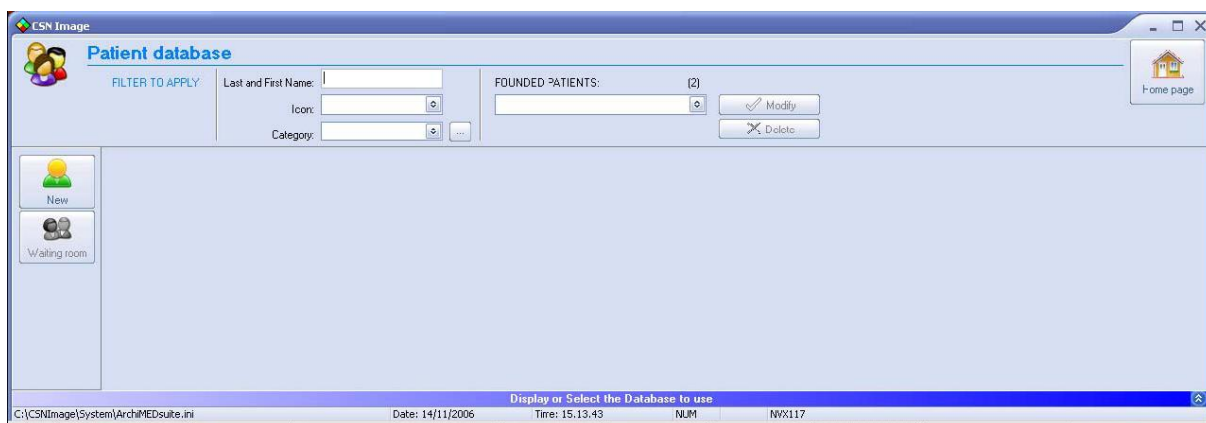 CSN Image
Patient database
Home page
FILTER TO APPLY
Last and First Name:
FOUNDED PATIENTS: (2)
Icon:
Modify
Category:
...
Delete
New
Waiting room
Display or Select the Database to use
C:\CSNImage\System\ArchiMEDsuite.ini Date: 14/11/2006 Time: 15.13.43 NUM NVX117